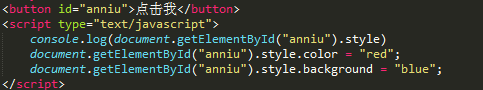 <button id="anniu">点击我</button>
<script type="text/javascript">
    console.log(document.getElementById("anniu").style)
    document.getElementById("anniu").style.color = "red";
    document.getElementById("anniu").style.background = "blue";
</script>